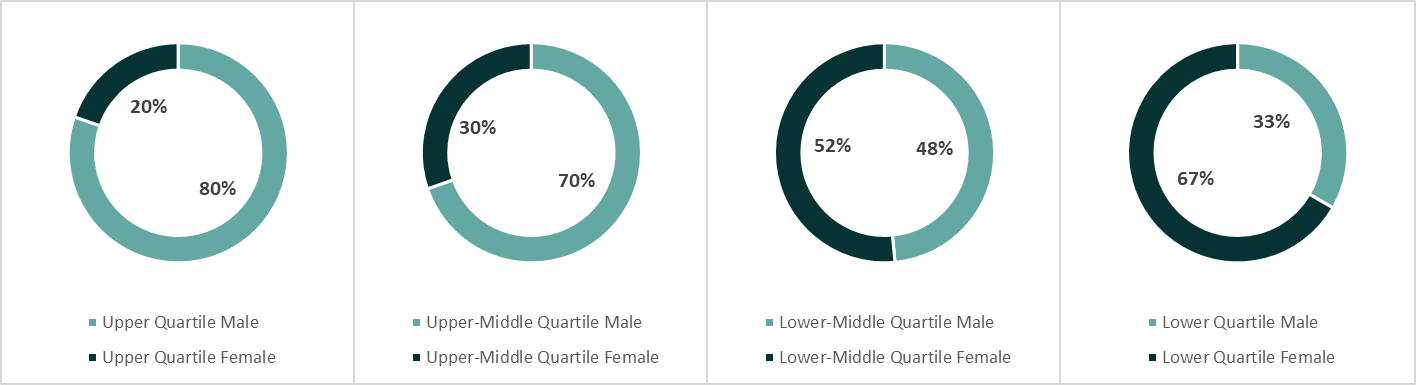 20%
80%
Upper Quartile Male
Upper Quartile Female
30%
70%
Upper-Middle Quartile Male
Upper-Middle Quartile Female
52%
48%
Lower-Middle Quartile Male
Lower-Middle Quartile Female
33%
67%
Lower Quartile Male
Lower Quartile Female